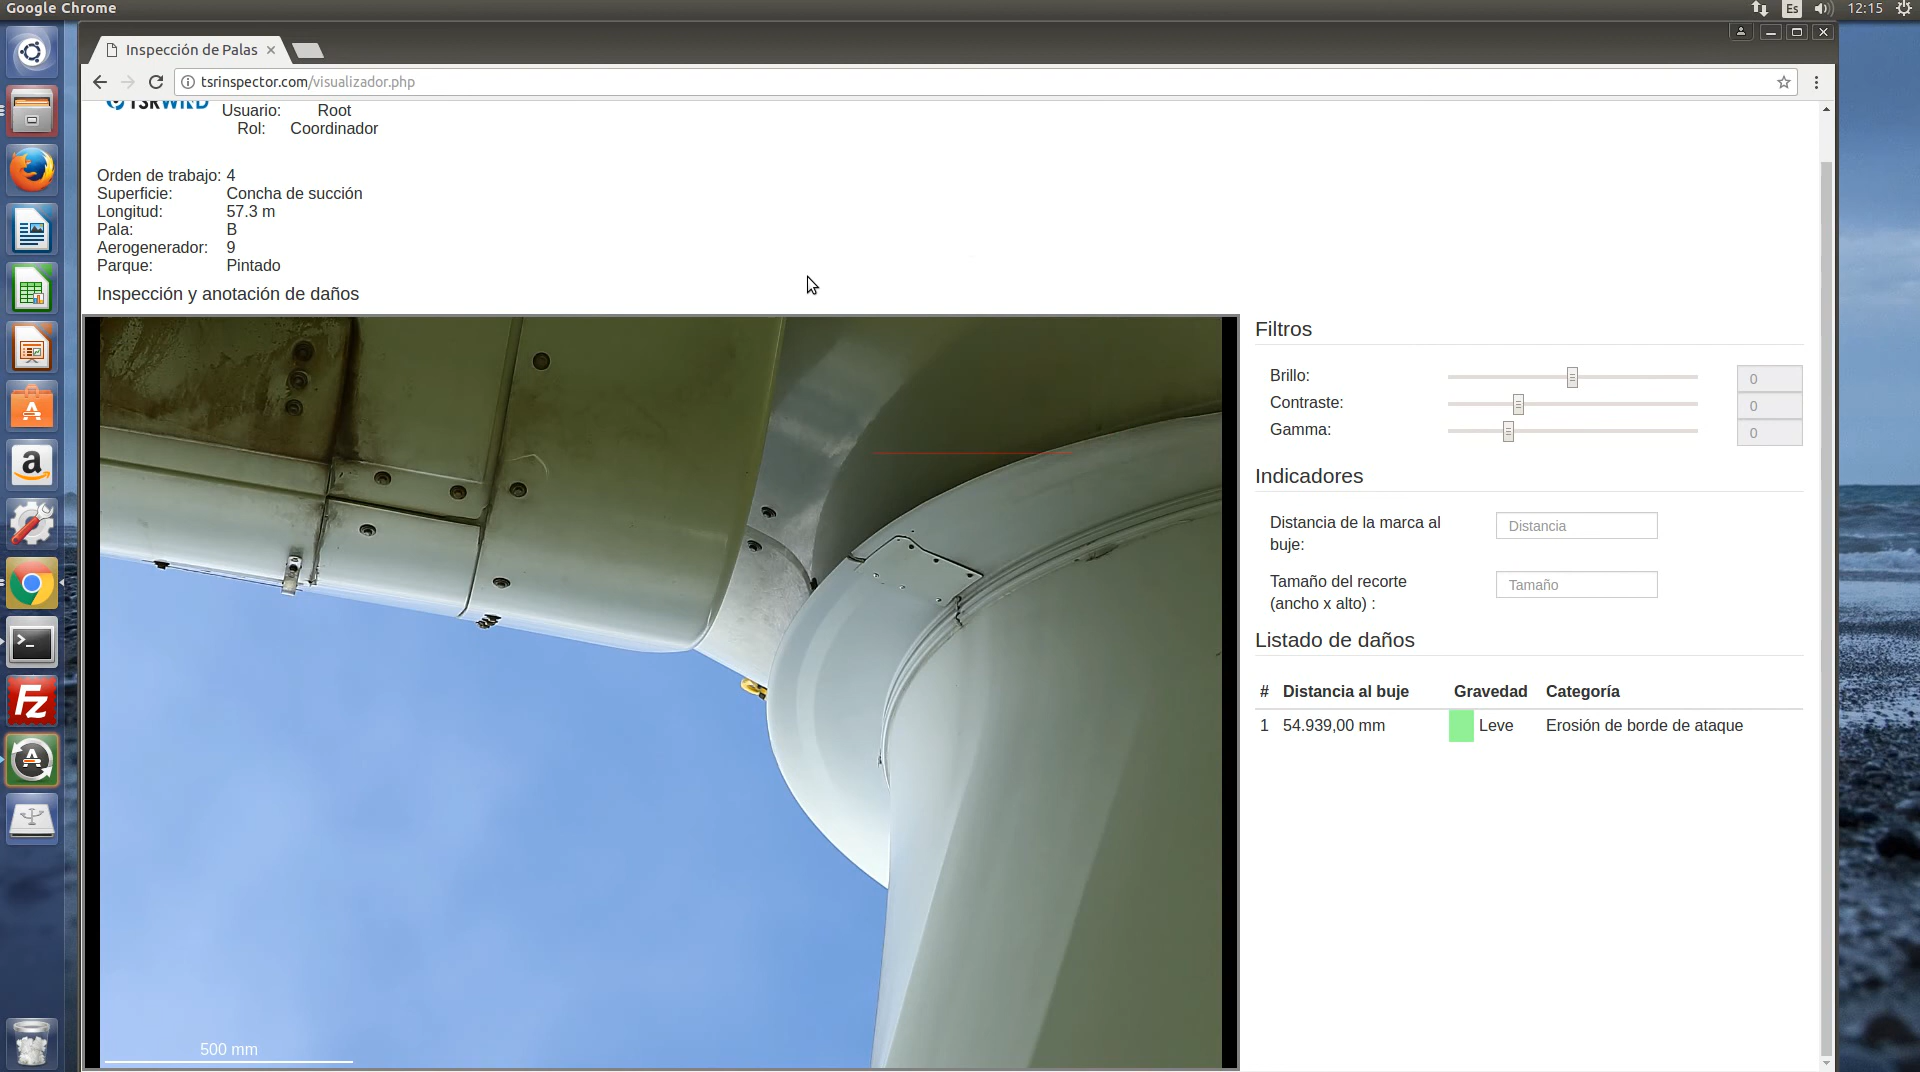 Google Chrome
Es
12:15
Inspección de Palas
tsrinspector.com/visualizador.php
TSRWIND
Usuario: Root
Rol: Coordinador
Orden de trabajo: 4
Superficie: Concha de succión
Longitud: 57.3 m
Pala: B
Aerogenerador: 9
Parque: Pintado
Inspección y anotación de daños
500 mm
Filtros
Brillo: 0
Contraste: 0
Gamma: 0
Indicadores
Distancia de la marca al
buje:
Distancia
Tamaño del recorte
(ancho x alto) :
Tamaño
Listado de daños
# Distancia al buje Gravedad Categoría
1 54.939,00 mm Leve Erosión de borde de ataque